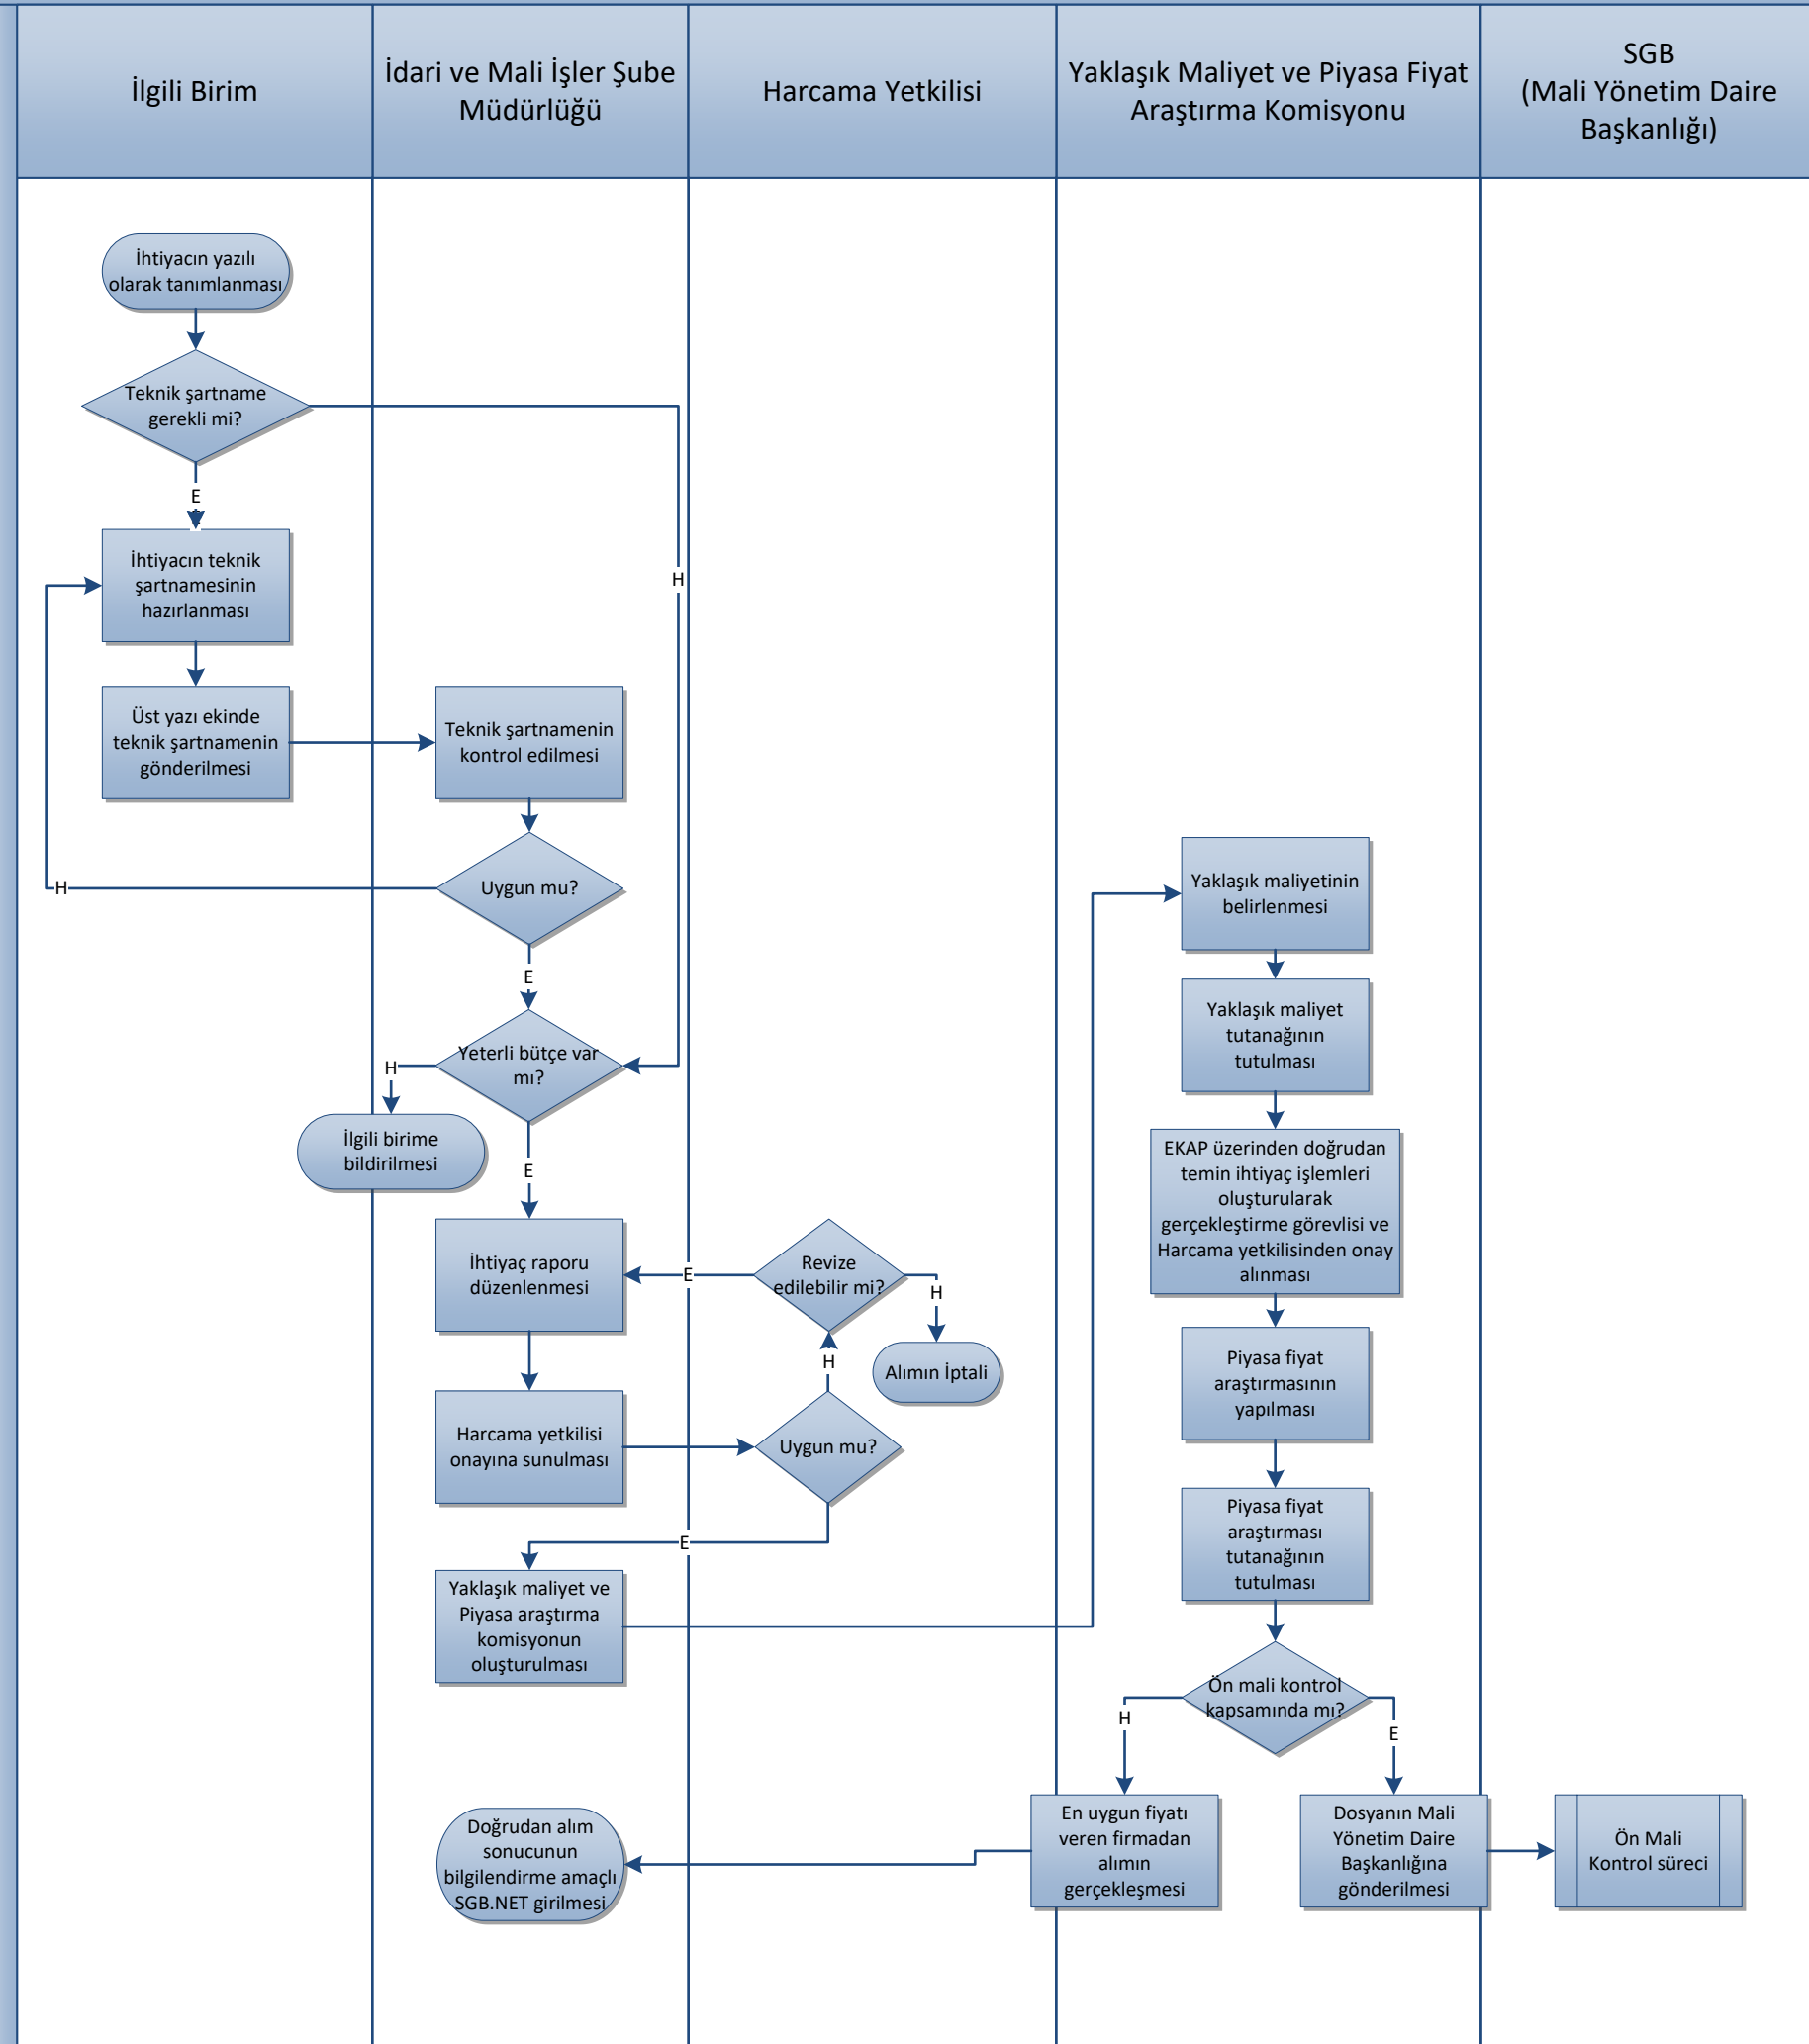 İlgili Birim
İdari ve Mali İşler Şube
Müdürlüğü
Harcama Yetkilisi
Yaklaşık Maliyet ve Piyasa Fiyat
Araştırma Komisyonu
SGB
(Mali Yönetim Daire
Başkanlığı)
İhtiyacın yazılı
olarak tanımlanması
Teknik şartname
gerekli mi?
E
H
İhtiyacın teknik
şartnamesinin
hazırlanması
Üst yazı ekinde
teknik şartnamenin
gönderilmesi
Teknik şartnamenin
kontrol edilmesi
Uygun mu?
H
E
Yeterli bütçe var
mı?
H
İlgili birime
bildirilmesi
E
İhtiyaç raporu
düzenlenmesi
E
Revize
edilebilir mi?
H
Alımın İptali
H
Harcama yetkilisi
onayına sunulması
Uygun mu?
E
Yaklaşık maliyet ve
Piyasa araştırma
komisyonun
oluşturulması
Yaklaşık maliyetinin
belirlenmesi
Yaklaşık maliyet
tutanağının
tutulması
EKAP üzerinden doğrudan
temin ihtiyaç işlemleri
oluşturularak
gerçekleştirme görevlisi ve
Harcama yetkilisinden onay
alınması
Piyasa fiyat
araştırmasının
yapılması
Piyasa fiyat
araştırması
tutanağının
tutulması
Ön mali kontrol
kapsamında mı?
H
E
En uygun fiyatı
veren firmadan
alımın
gerçekleşmesi
Doğrudan alım
sonucunun
bilgilendirme amaçlı
SGB.NET girilmesi
Dosyanın Mali
Yönetim Daire
Başkanlığına
gönderilmesi
Ön Mali
Kontrol süreci